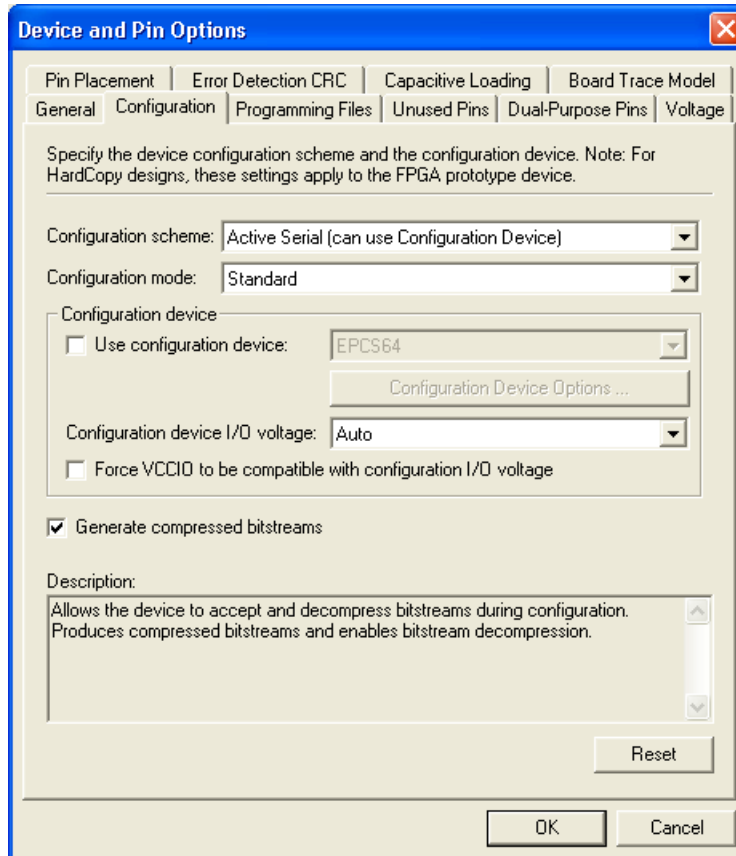 Device and Pin Options
Pin Placement
Error Detection CRC
Capacitive Loading
Board Trace Model
General
Configuration
Programming Files
Unused Pins
Dual-Purpose Pins
Voltage
Specify the device configuration scheme and the configuration device. Note: For
HardCopy designs, these settings apply to the FPGA prototype device.
Configuration scheme: Active Serial (can use Configuration Device)
Configuration mode: Standard
Configuration device
Use configuration device: EPCS64
Configuration Device Options ...
Configuration device I/O voltage: Auto
Force VCCIO to be compatible with configuration I/O voltage
Generate compressed bitstreams
Description:
Allows the device to accept and decompress bitstreams during configuration.
Produces compressed bitstreams and enables bitstream decompression.
Reset
OK
Cancel